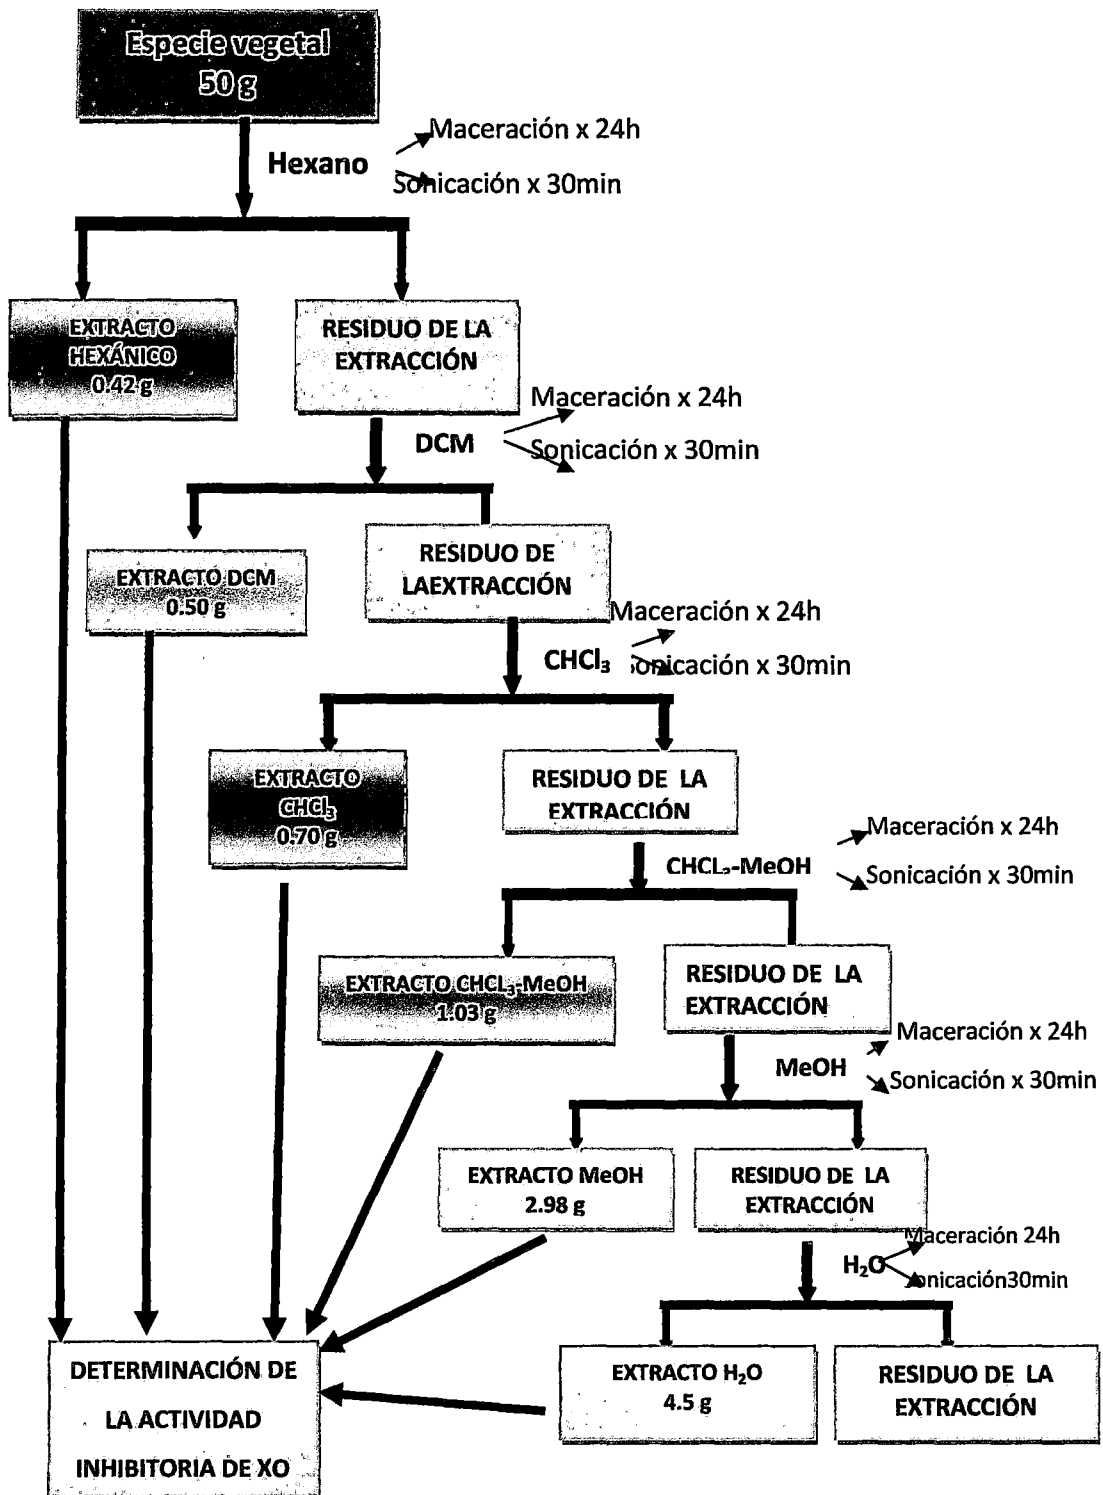 Especie vegetal
50 g
Hexano
Maceración x 24h
Sonicación x 30min
EXTRACTO
HEXÁNICO
0.42 g
RESIDUO DE LA
EXTRACCIÓN
DCM
Maceración x 24h
Sonicación x 30min
EXTRACTO DCM
0.50 g
RESIDUO DE
LAEXTRACCIÓN
CHCl₃
Maceración x 24h
Sonicación x 30min
EXTRACTO
CHCl₃
0.70 g
RESIDUO DE LA
EXTRACCIÓN
CHCL₃-MeOH
Maceración x 24h
Sonicación x 30min
EXTRACTO CHCL₃-MeOH
1.03 g
RESIDUO DE LA
EXTRACCIÓN
MeOH
Maceración x 24h
Sonicación x 30min
EXTRACTO MeOH
2.98 g
RESIDUO DE LA
EXTRACCIÓN
H₂O
Maceración 24h
Sonicación30min
EXTRACTO H₂O
4.5 g
RESIDUO DE LA
EXTRACCIÓN
DETERMINACIÓN DE
LA ACTIVIDAD
INHIBITORIA DE XO